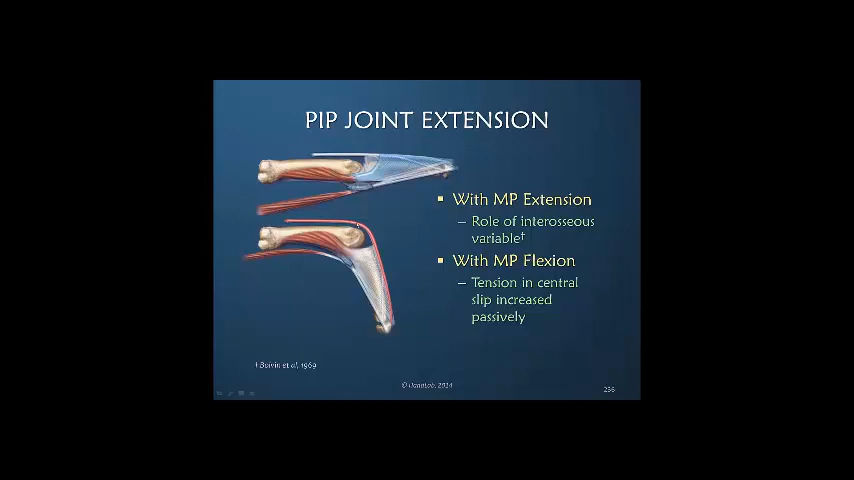 PIP JOINT EXTENSION
▪ With MP Extension
– Role of interosseous
variable†
▪ With MP Flexion
– Tension in central
slip increased
passively
† Boivin et al, 1969
© HandLab, 2014
236